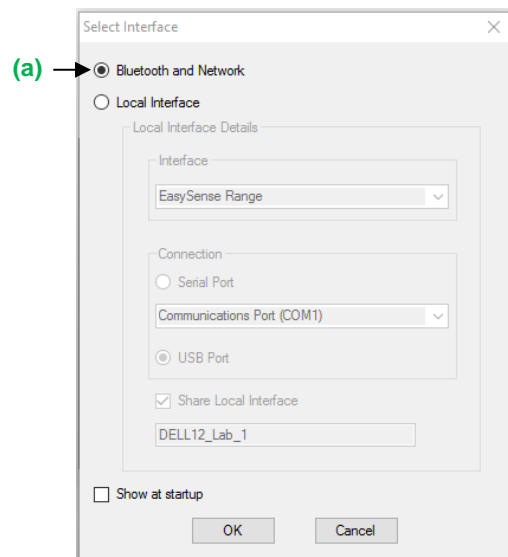 Select Interface
(a)
Bluetooth and Network
Local Interface
Local Interface Details
Interface
EasySense Range
Connection
Serial Port
Communications Port (COM1)
USB Port
Share Local Interface
DELL12_Lab_1
Show at startup
OK Cancel